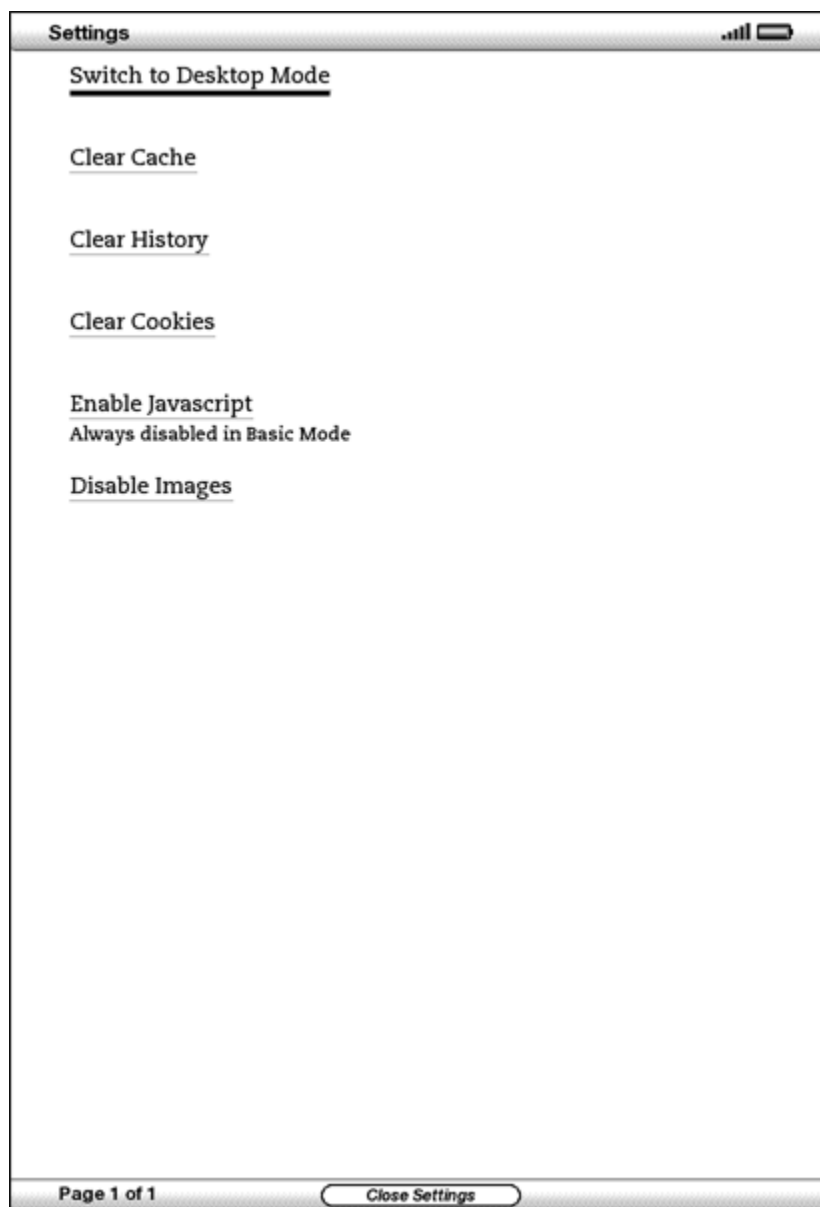 Settings
Switch to Desktop Mode
Clear Cache
Clear History
Clear Cookies
Enable Javascript
Always disabled in Basic Mode
Disable Images
Page 1 of 1
Close Settings